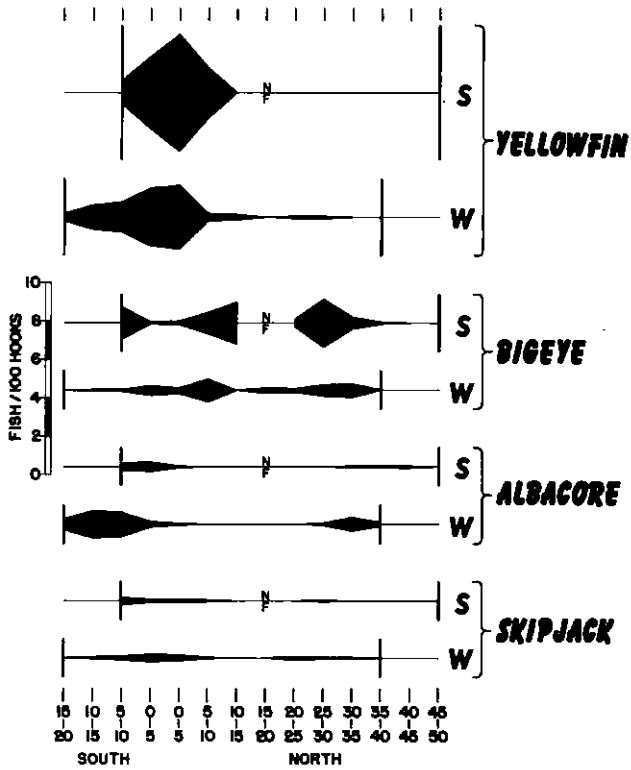 N
F
S
YELLOWFIN
W
10
8
6
4
2
0
FISH / 100 HOOKS
N
F
S
BIGEYE
W
N
F
S
ALBACORE
W
N
F
S
SKIPJACK
W
15 10 5 0 0 5 10 15 20 25 30 35 40 45
20 15 10 5 5 10 15 20 25 30 35 40 45 50
SOUTH NORTH